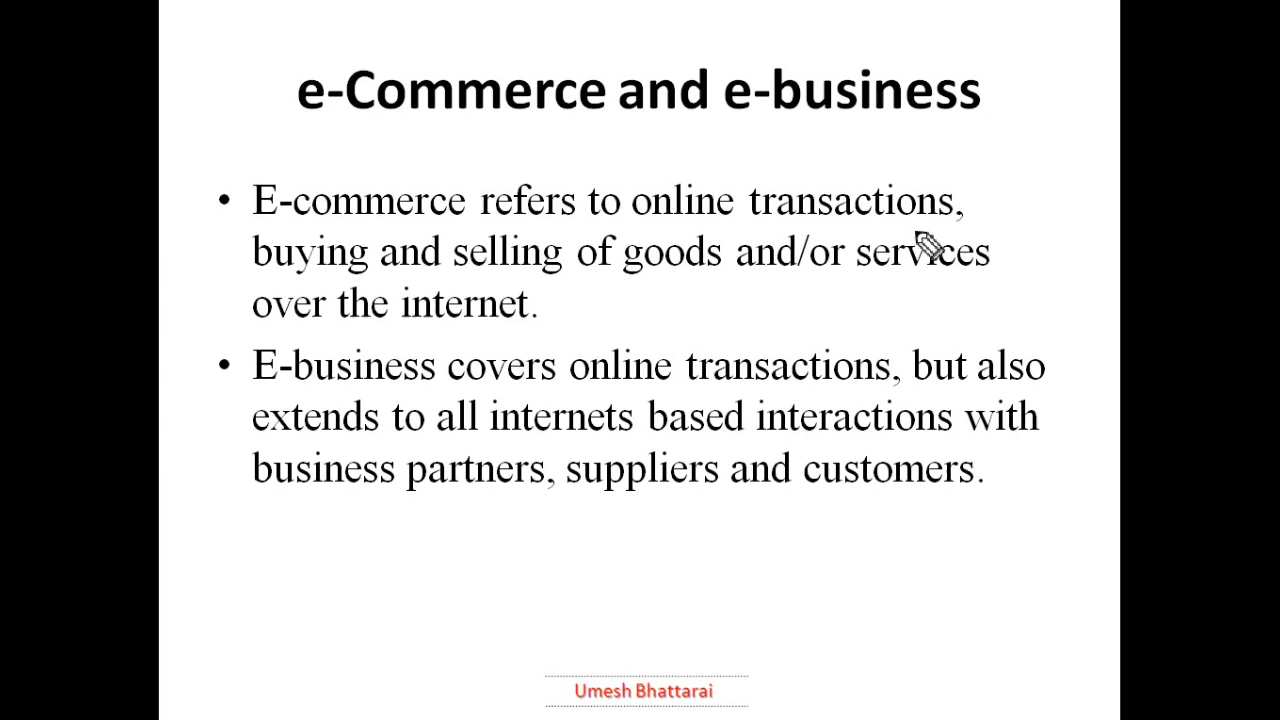 e-Commerce and e-business
• E-commerce refers to online transactions,
buying and selling of goods and/or services
over the internet.
• E-business covers online transactions, but also
extends to all internets based interactions with
business partners, suppliers and customers.
Umesh Bhattarai